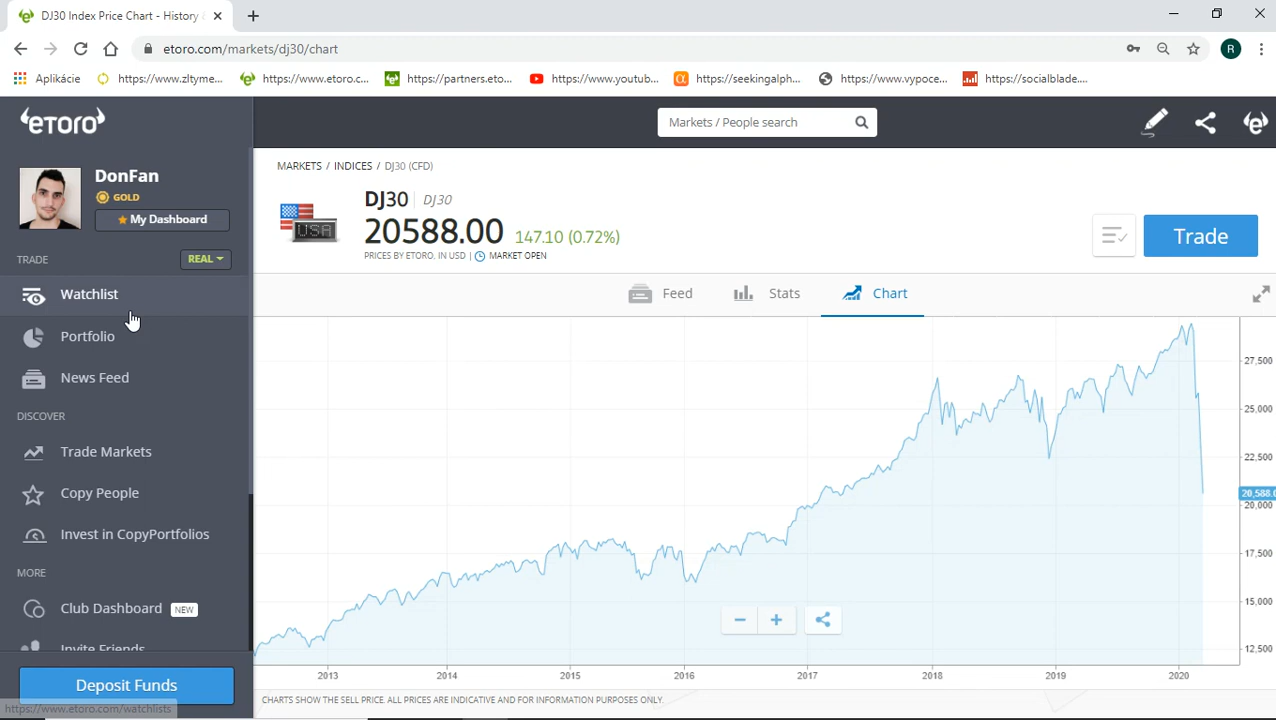 DJ30 Index Price Chart - History
etoro.com/markets/dj30/chart
R
Aplikácie
https://www.zltyme...
https://www.etoro.c...
https://partners.eto...
https://www.youtub...
https://seekingalph...
https://www.vypoce...
https://socialblade....
eToro
Markets / People search
DonFan
GOLD
My Dashboard
TRADE
REAL
Watchlist
Portfolio
News Feed
DISCOVER
Trade Markets
Copy People
Invest in CopyPortfolios
MORE
Club Dashboard NEW
Invite Friends
Deposit Funds
https://www.etoro.com/watchlists
MARKETS / INDICES / DJ30 (CFD)
USA
DJ30 DJ30
20588.00 147.10 (0.72%)
PRICES BY ETORO. IN USD | MARKET OPEN
Trade
Feed
Stats
Chart
27,500
25,000
22,500
20,588.0
20,000
17,500
15,000
12,500
2013 2014 2015 2016 2017 2018 2019 2020
CHARTS SHOW THE SELL PRICE. ALL PRICES ARE INDICATIVE AND FOR INFORMATION PURPOSES ONLY.